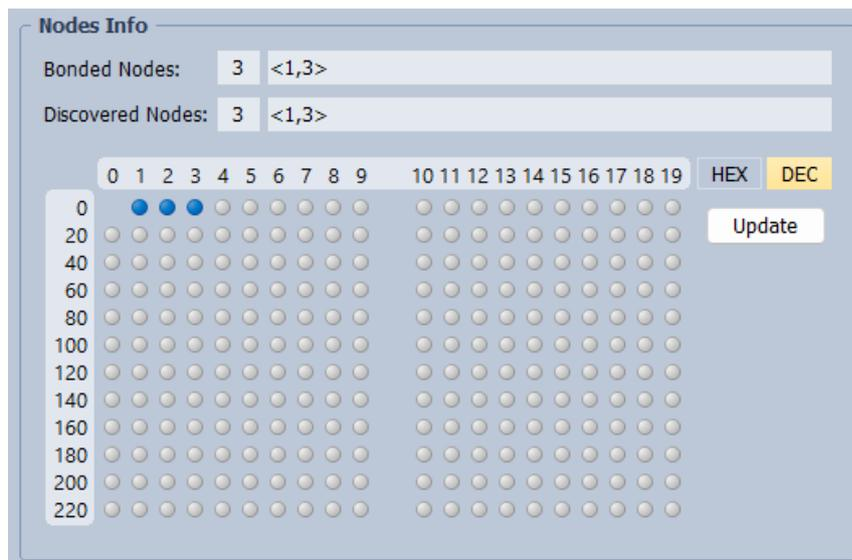 Nodes Info
Bonded Nodes: 3 <1,3>
Discovered Nodes: 3 <1,3>
0 1 2 3 4 5 6 7 8 9 10 11 12 13 14 15 16 17 18 19 HEX DEC
0
Update
20
40
60
80
100
120
140
160
180
200
220